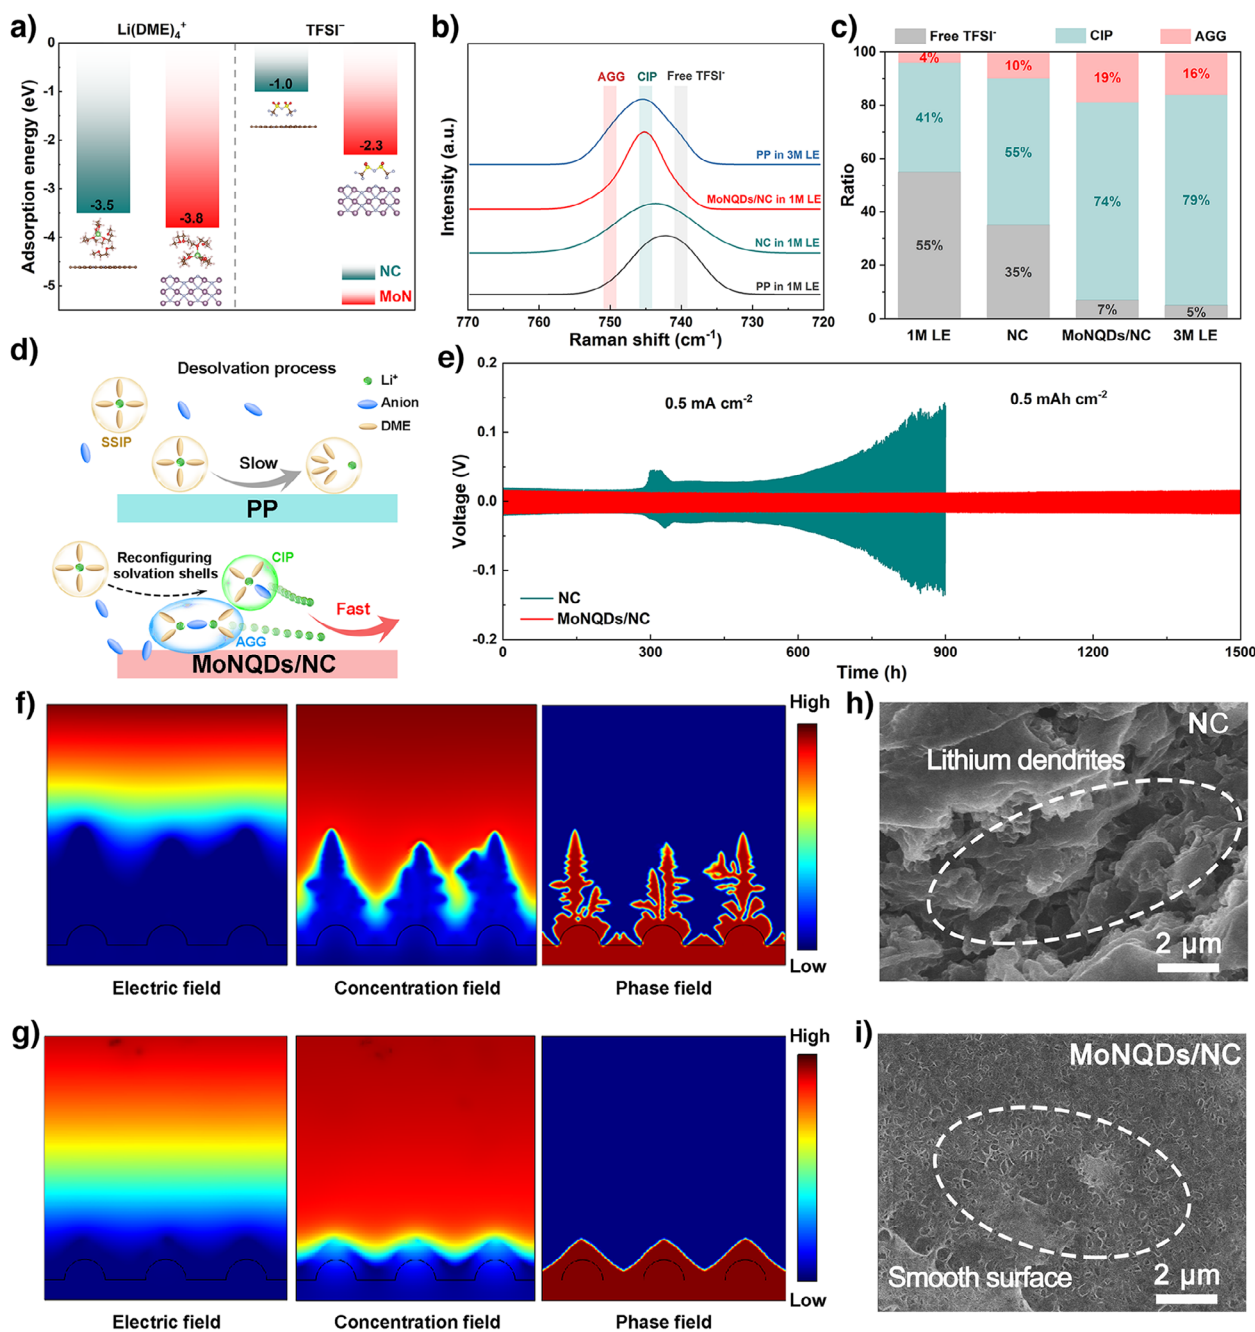 a)
Li(DME)₄⁺ TFSI⁻
Adsorption energy (eV)
0
-1
-2
-3
-4
-5
-3.5
-3.8
-1.0
-2.3
NC
MoN
b)
AGG CIP Free TFSI⁻
PP in 3M LE
MoNQDs/NC in 1M LE
NC in 1M LE
PP in 1M LE
Intensity (a.u.)
770 760 750 740 730 720
Raman shift (cm⁻¹)
c)
Free TFSI⁻ CIP AGG
Ratio
100
80
60
40
20
0
4% 10% 19% 16%
41% 55% 74% 79%
55% 35% 7% 5%
1M LE NC MoNQDs/NC 3M LE
d)
Desolvation process
Li⁺
Anion
DME
SSIP
Slow
PP
Reconfiguring
solvation shells
CIP
Fast
AGG
MoNQDs/NC
e)
0.5 mA cm⁻² 0.5 mAh cm⁻²
Voltage (V)
0.2
0.1
0.0
-0.1
-0.2
NC
MoNQDs/NC
0 300 600 900 1200 1500
Time (h)
f)
High
Low
Electric field Concentration field Phase field
g)
High
Low
Electric field Concentration field Phase field
h)
NC
Lithium dendrites
2 μm
i)
MoNQDs/NC
Smooth surface
2 μm